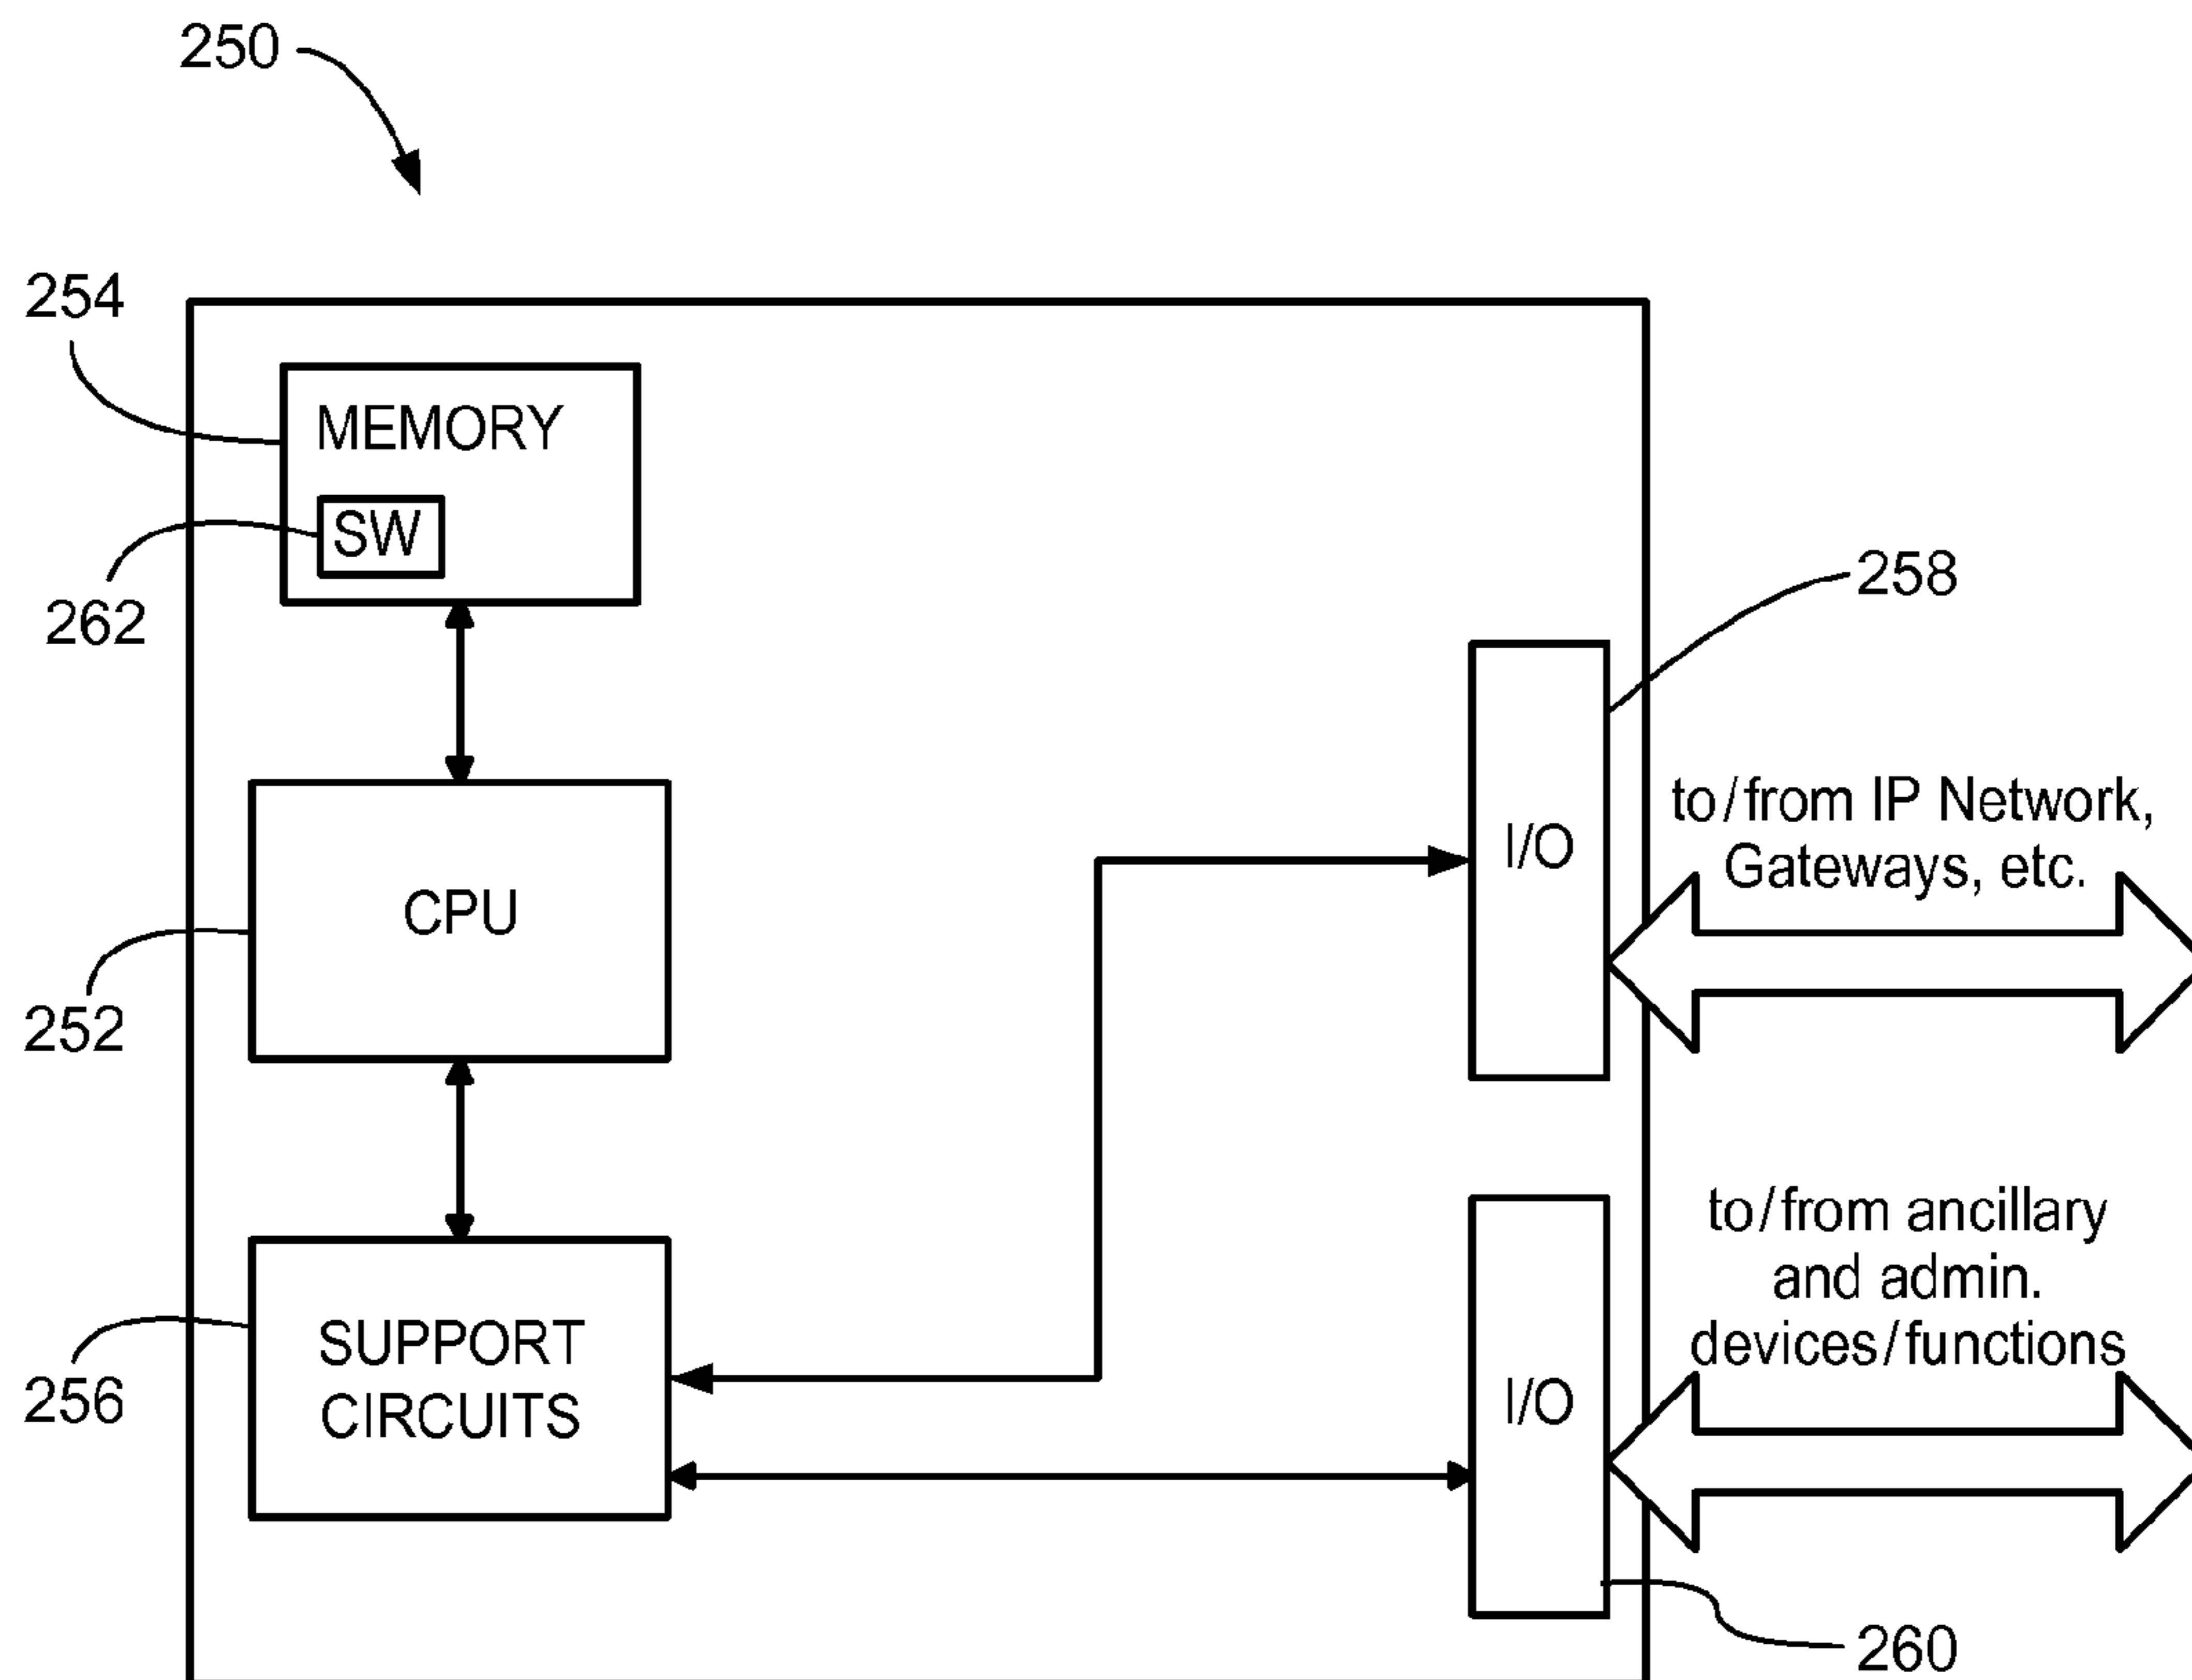 250
254
MEMORY
SW
262
258
to/from IP Network,
Gateways, etc.
I/O
CPU
252
to/from ancillary
and admin.
devices/functions
SUPPORT
CIRCUITS
256
I/O
260